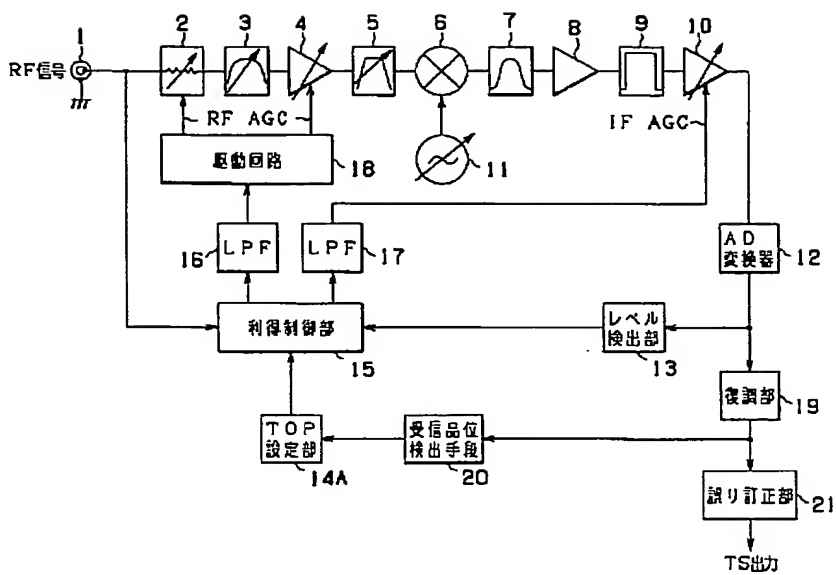 1
2
3
4
5
6
7
8
9
10
RF信号
RF AGC
IF AGC
駆動回路
18
11
16
LPF
LPF
17
AD
変換器
12
利得制御部
15
レベル
検出部
13
復調部
19
TOP
設定部
14A
受信品位
検出手段
20
誤り訂正部
21
TS出力